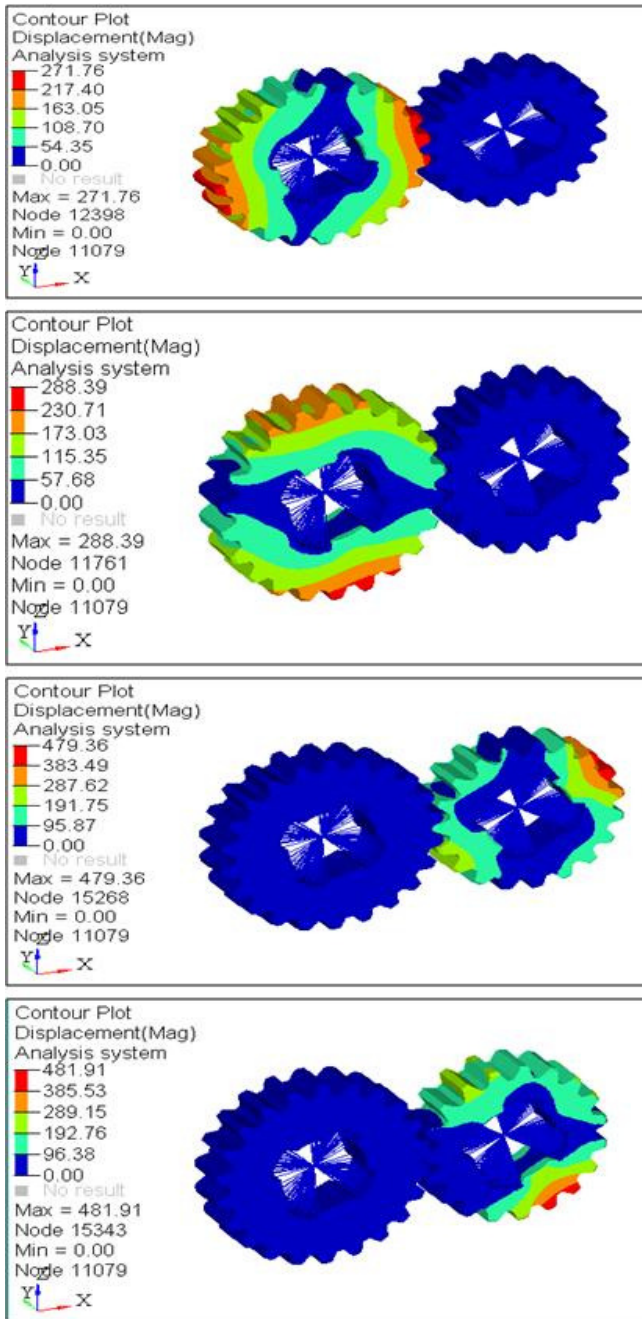 Contour Plot
Displacement(Mag)
Analysis system
271.76
217.40
163.05
108.70
54.35
0.00
No result
Max = 271.76
Node 12398
Min = 0.00
Node 11079
Z
Y
X
Contour Plot
Displacement(Mag)
Analysis system
288.39
230.71
173.03
115.35
57.68
0.00
No result
Max = 288.39
Node 11761
Min = 0.00
Node 11079
Z
Y
X
Contour Plot
Displacement(Mag)
Analysis system
479.36
383.49
287.62
191.75
95.87
0.00
No result
Max = 479.36
Node 15268
Min = 0.00
Node 11079
Z
Y
X
Contour Plot
Displacement(Mag)
Analysis system
481.91
385.53
289.15
192.76
96.38
0.00
No result
Max = 481.91
Node 15343
Min = 0.00
Node 11079
Z
Y
X